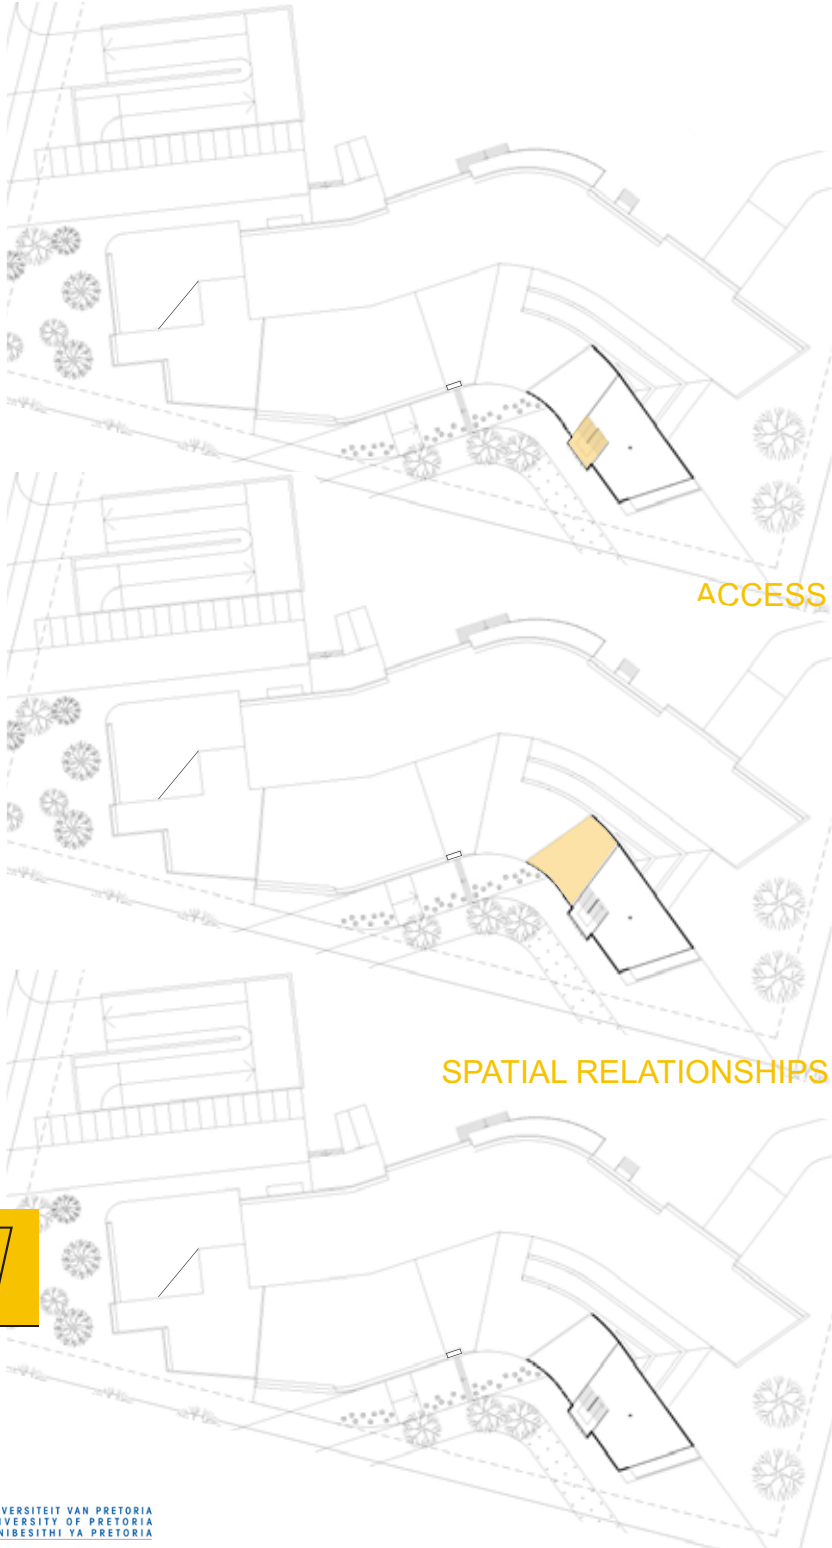 ACCESS
SPATIAL RELATIONSHIPS
VERSITEIT VAN PRETORIA
IVERSITY OF PRETORIA
NIBESITHI YA PRETORIA